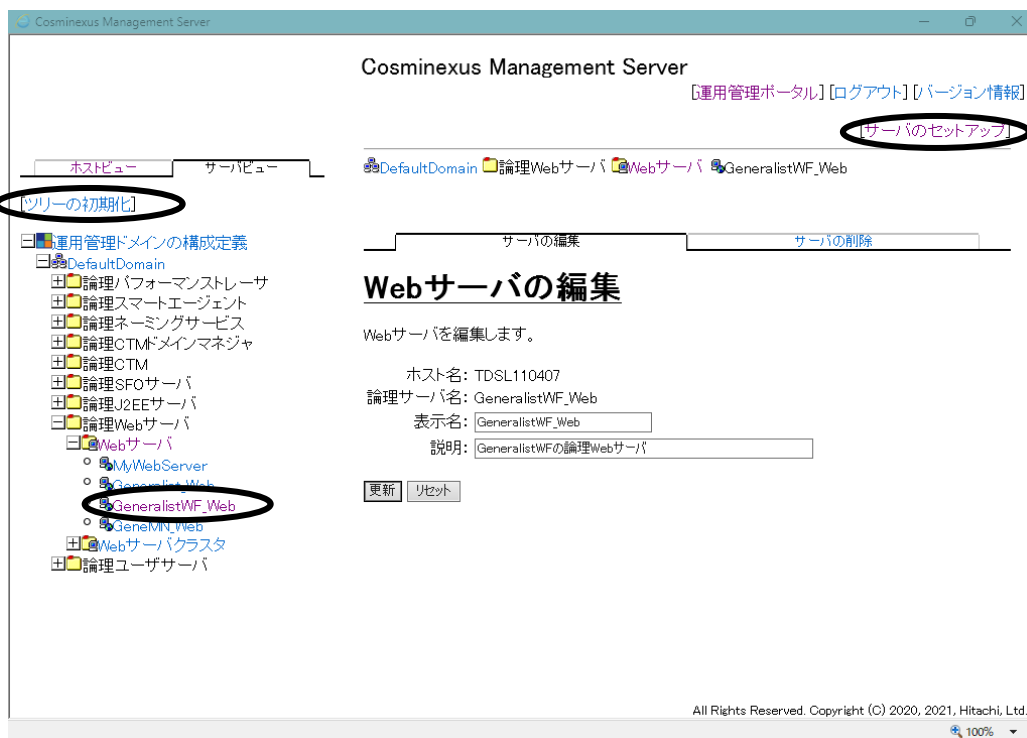 Cosminexus Management Server
Cosminexus Management Server
[運用管理ポータル] [ログアウト] [バージョン情報]
[サーバのセットアップ]
ホストビュー サーバビュー
DefaultDomain 論理Webサーバ Webサーバ GeneralistWF_Web
[ツリーの初期化]
運用管理ドメインの構成定義
DefaultDomain
論理パフォーマンストレーサ
論理スマートエージェント
論理ネーミングサービス
論理CTMドメインマネジャ
論理CTM
論理SFOサーバ
論理J2EEサーバ
論理Webサーバ
Webサーバ
MyWebServer
Generalist_Web
GeneralistWF_Web
GeneMN_Web
Webサーバクラスタ
論理ユーザサーバ
サーバの編集 サーバの削除
Webサーバの編集
Webサーバを編集します。
ホスト名: TDSL110407
論理サーバ名: GeneralistWF_Web
表示名: GeneralistWF_Web
説明: GeneralistWFの論理Webサーバ
更新 リセット
All Rights Reserved. Copyright (C) 2020, 2021, Hitachi, Ltd.
100%